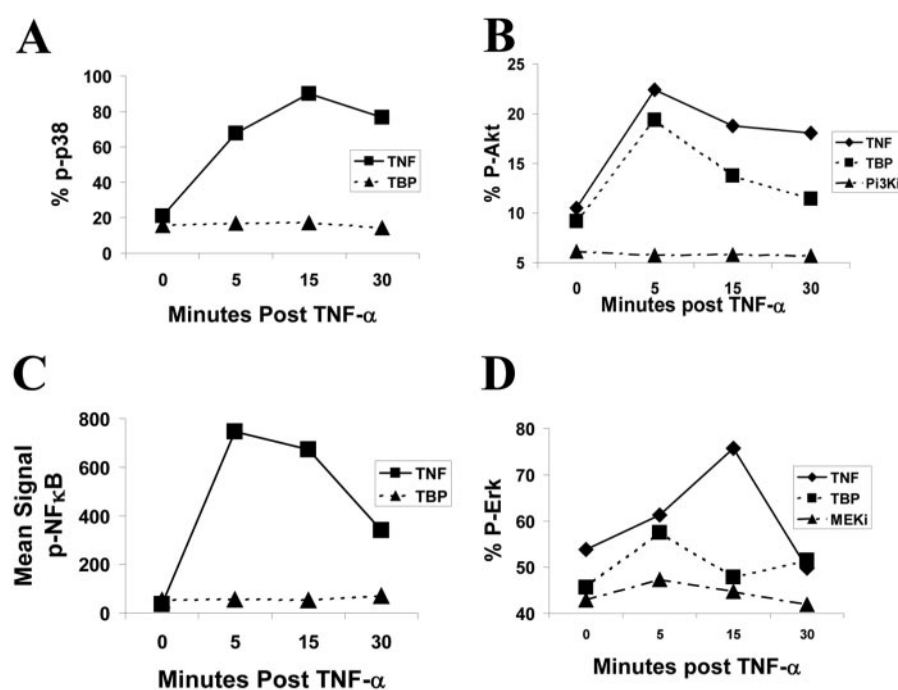 A
% p-p38
100
80
60
40
20
0
0 5 15 30
Minutes Post TNF-α
TNF
TBP
B
% P-Akt
25
20
15
10
5
0 5 15 30
Minutes post TNF-α
TNF
TBP
Pi3Ki
C
Mean Signal
p-NFκB
800
600
400
200
0
0 5 15 30
Minutes Post TNF-α
TNF
TBP
D
% P-Erk
80
70
60
50
40
0 5 15 30
Minutes post TNF-α
TNF
TBP
MEKi